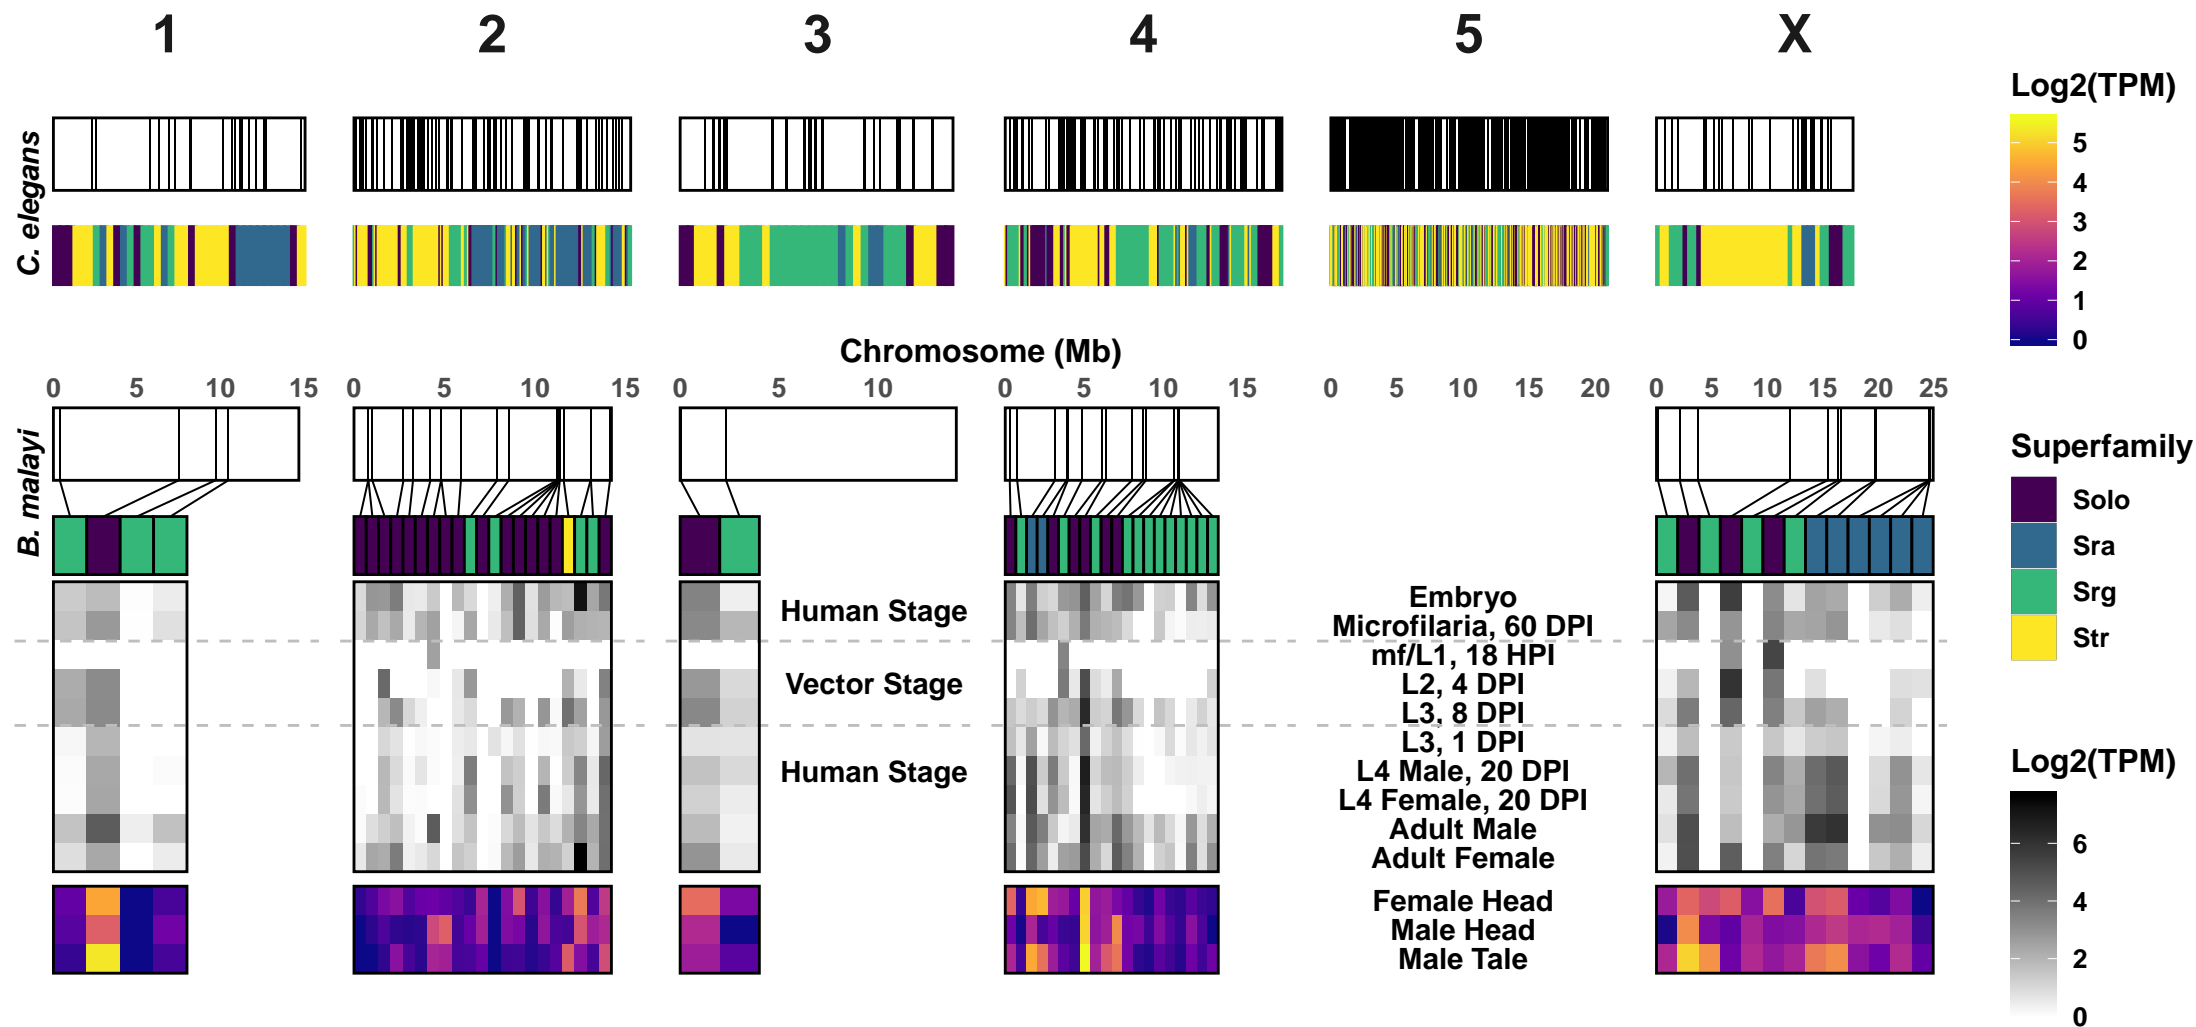 1 2 3 4 5 X
C. elegans
Chromosome (Mb)
0 5 10 15 0 5 10 15 0 5 10 0 5 10 15 0 5 10 15 20 0 5 10 15 20 25
B. malayi
Human Stage
Vector Stage
Human Stage
Embryo
Microfilaria, 60 DPI
mf/L1, 18 HPI
L2, 4 DPI
L3, 8 DPI
L3, 1 DPI
L4 Male, 20 DPI
L4 Female, 20 DPI
Adult Male
Adult Female
Female Head
Male Head
Male Tale
Log2(TPM)
5
4
3
2
1
0
Superfamily
Solo
Sra
Srg
Str
Log2(TPM)
6
4
2
0